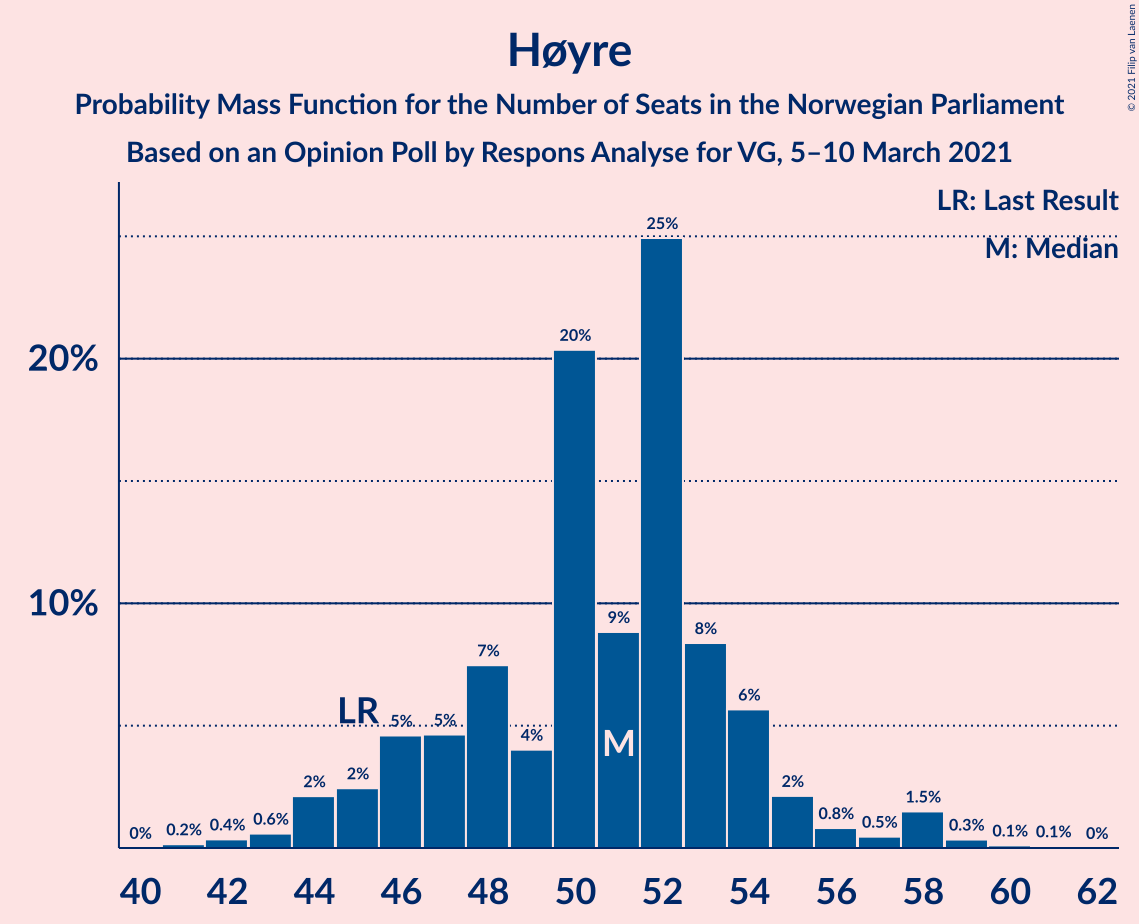 Høyre
Probability Mass Function for the Number of Seats in the Norwegian Parliament
Based on an Opinion Poll by Respons Analyse for VG, 5–10 March 2021
© 2021 Filip van Laenen
LR: Last Result
M: Median
20%
10%
0%
0.2%
0.4%
0.6%
2%
LR
2%
5%
5%
7%
4%
20%
9%
M
25%
8%
6%
2%
0.8%
0.5%
1.5%
0.3%
0.1%
0.1%
0%
40 42 44 46 48 50 52 54 56 58 60 62